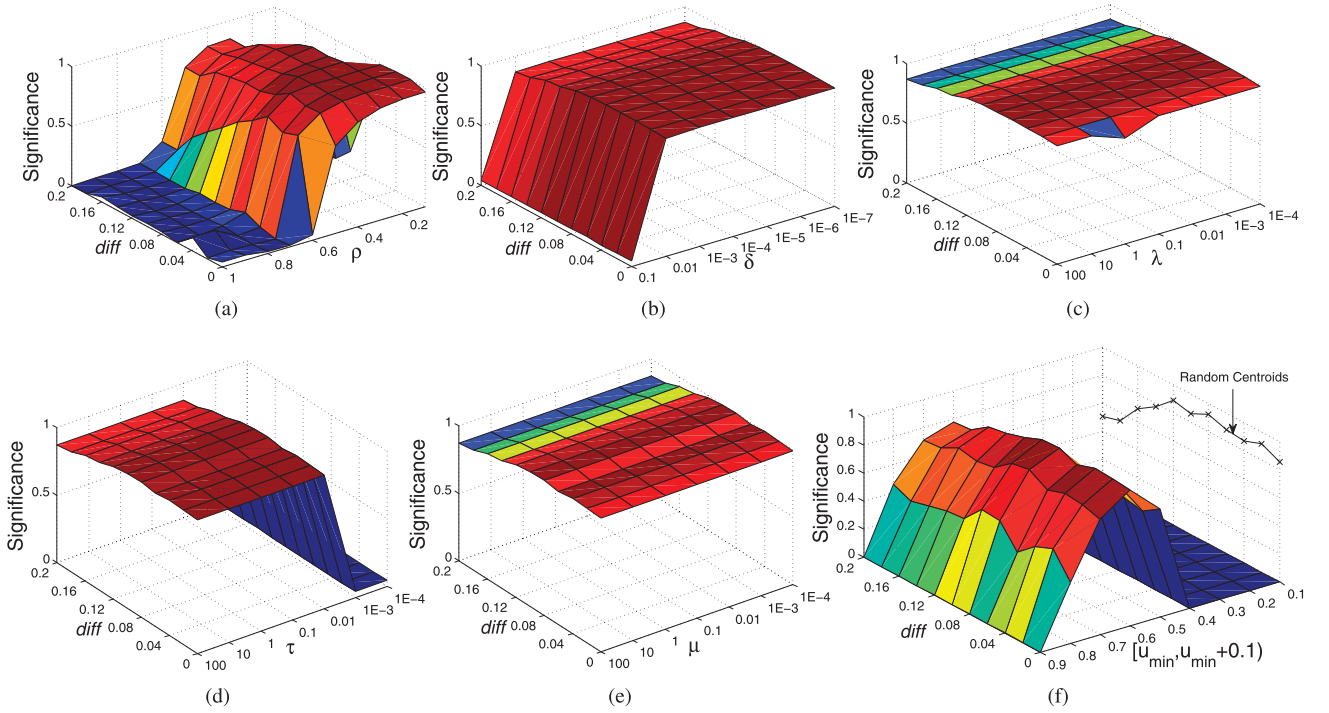 Significance
1
0.5
0
0.2
0.16
0.12
0.08
0.04
0
diff
1
0.8
0.6
0.4
0.2
ρ
(a)
Significance
1
0.5
0
0.2
0.16
0.12
0.08
0.04
0
diff
0.1
0.01
1E−3
1E−4
1E−5
1E−6
1E−7
δ
(b)
Significance
1
0.5
0
0.2
0.16
0.12
0.08
0.04
0
diff
100
10
1
0.1
0.01
1E−4
λ
(c)
Significance
1
0.5
0
0.2
0.16
0.12
0.08
0.04
0
diff
100
10
1
0.1
0.01
1E−3
1E−4
τ
(d)
Significance
1
0.5
0
0.2
0.16
0.12
0.08
0.04
0
diff
100
10
1
0.1
0.01
1E−3
1E−4
μ
(e)
Random Centroids
Significance
1
0.8
0.6
0.4
0.2
0
0.2
0.16
0.12
0.08
0.04
0
diff
0.9
0.8
0.7
0.6
0.5
0.4
0.3
0.2
0.1
[u_min,u_min+0.1)
(f)